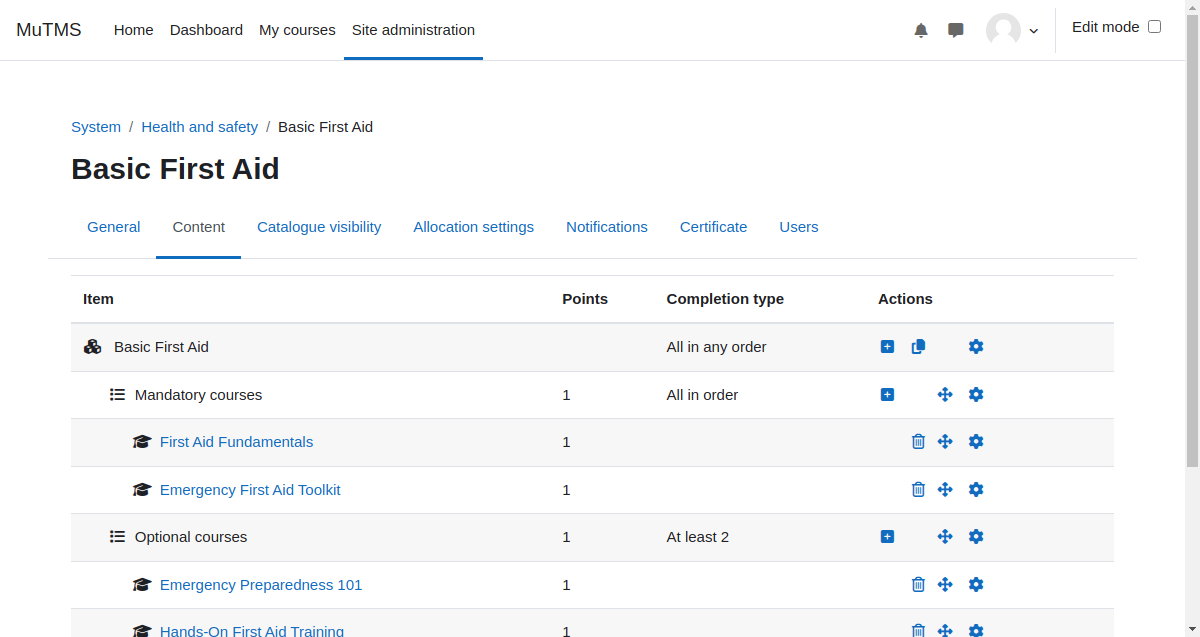 MuTMS Home Dashboard My courses Site administration Edit mode
System / Health and safety / Basic First Aid
Basic First Aid
General Content Catalogue visibility Allocation settings Notifications Certificate Users
Item Points Completion type Actions
Basic First Aid All in any order
Mandatory courses 1 All in order
First Aid Fundamentals 1
Emergency First Aid Toolkit 1
Optional courses 1 At least 2
Emergency Preparedness 101 1
Hands-On First Aid Training 1